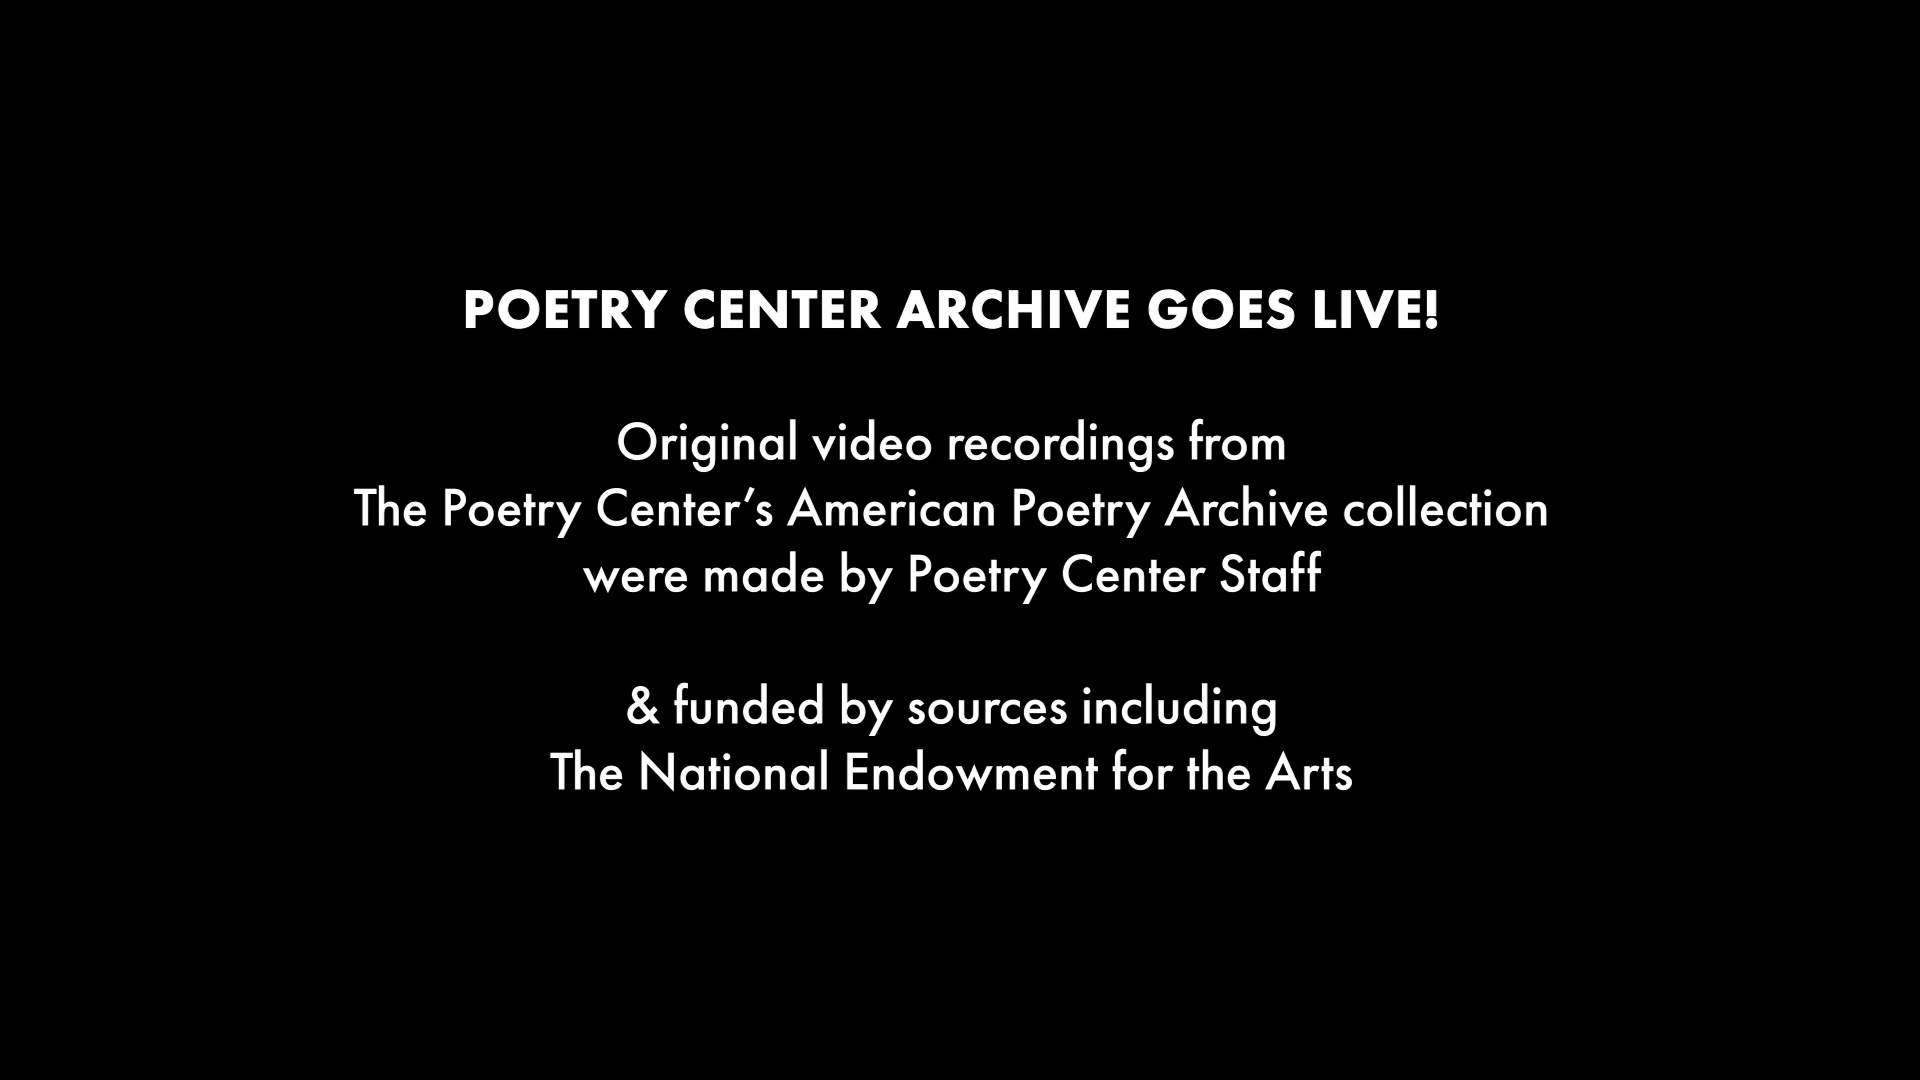 POETRY CENTER ARCHIVE GOES LIVE!
Original video recordings from
The Poetry Center’s American Poetry Archive collection
were made by Poetry Center Staff
& funded by sources including
The National Endowment for the Arts